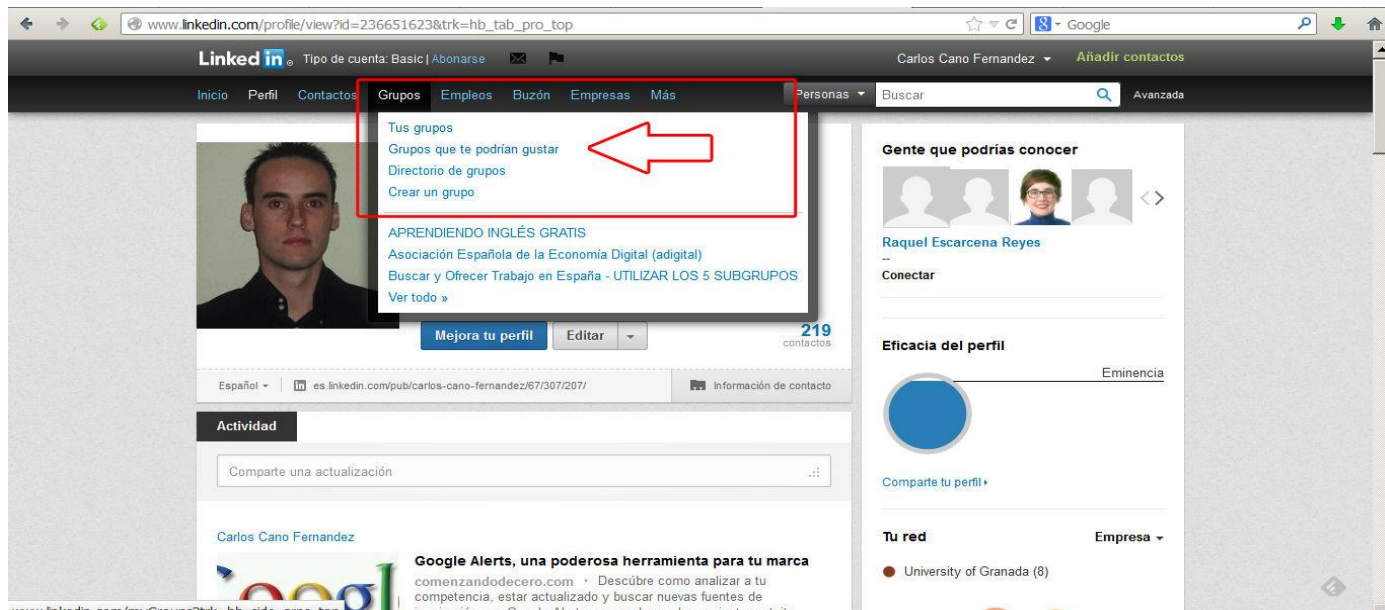 www.linkedin.com/profile/view?id=236651623&trk=hb_tab_pro_top
Google
Linked in® Tipo de cuenta: Basic | Abonarse
Carlos Cano Fernandez
Añadir contactos
Inicio Perfil Contactos Grupos Empleos Buzón Empresas Más
Personas Buscar Avanzada
Tus grupos
Grupos que te podrían gustar
Directorio de grupos
Crear un grupo
APRENDIENDO INGLÉS GRATIS
Asociación Española de la Economía Digital (adigital)
Buscar y Ofrecer Trabajo en España - UTILIZAR LOS 5 SUBGRUPOS
Ver todo »
Mejora tu perfil Editar
219
contactos
Español es.linkedin.com/pub/carlos-cano-fernandez/67/307/207/
Información de contacto
Actividad
Comparte una actualización
Carlos Cano Fernandez
Googl
Google Alerts, una poderosa herramienta para tu marca
comenzandodecero.com · Descúbre como analizar a tu
competencia, estar actualizado y buscar nuevas fuentes de
Gente que podrías conocer
Raquel Escarcena Reyes
--
Conectar
Eficacia del perfil
Eminencia
Comparte tu perfil
Tu red Empresa
University of Granada (8)